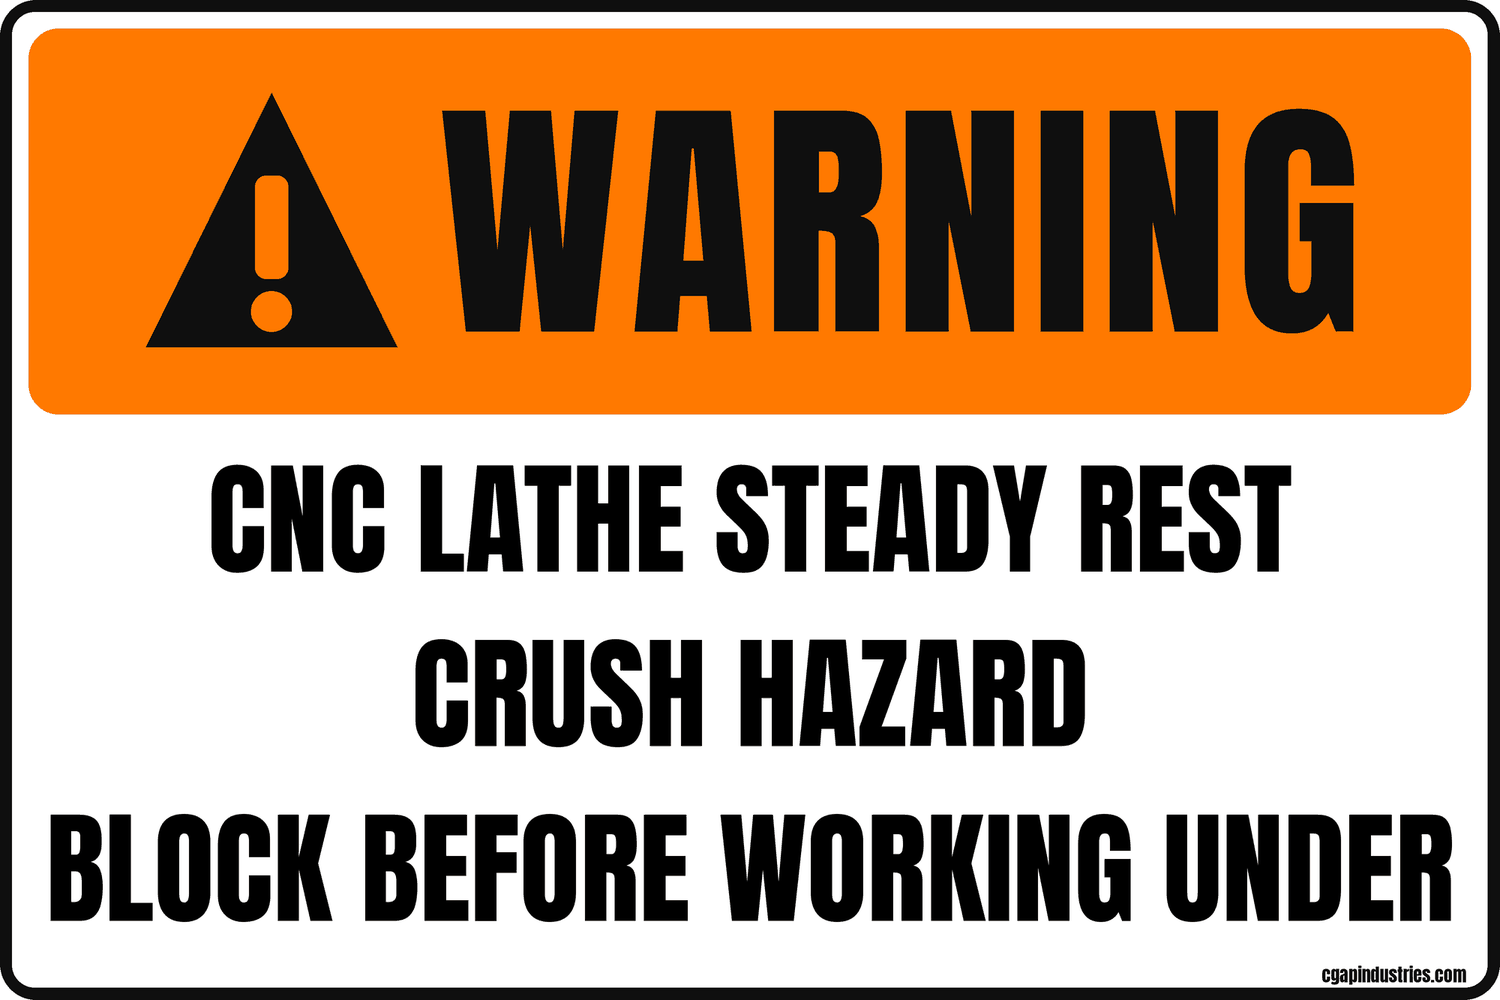 WARNING
CNC LATHE STEADY REST
CRUSH HAZARD
BLOCK BEFORE WORKING UNDER
cgapindustries.com